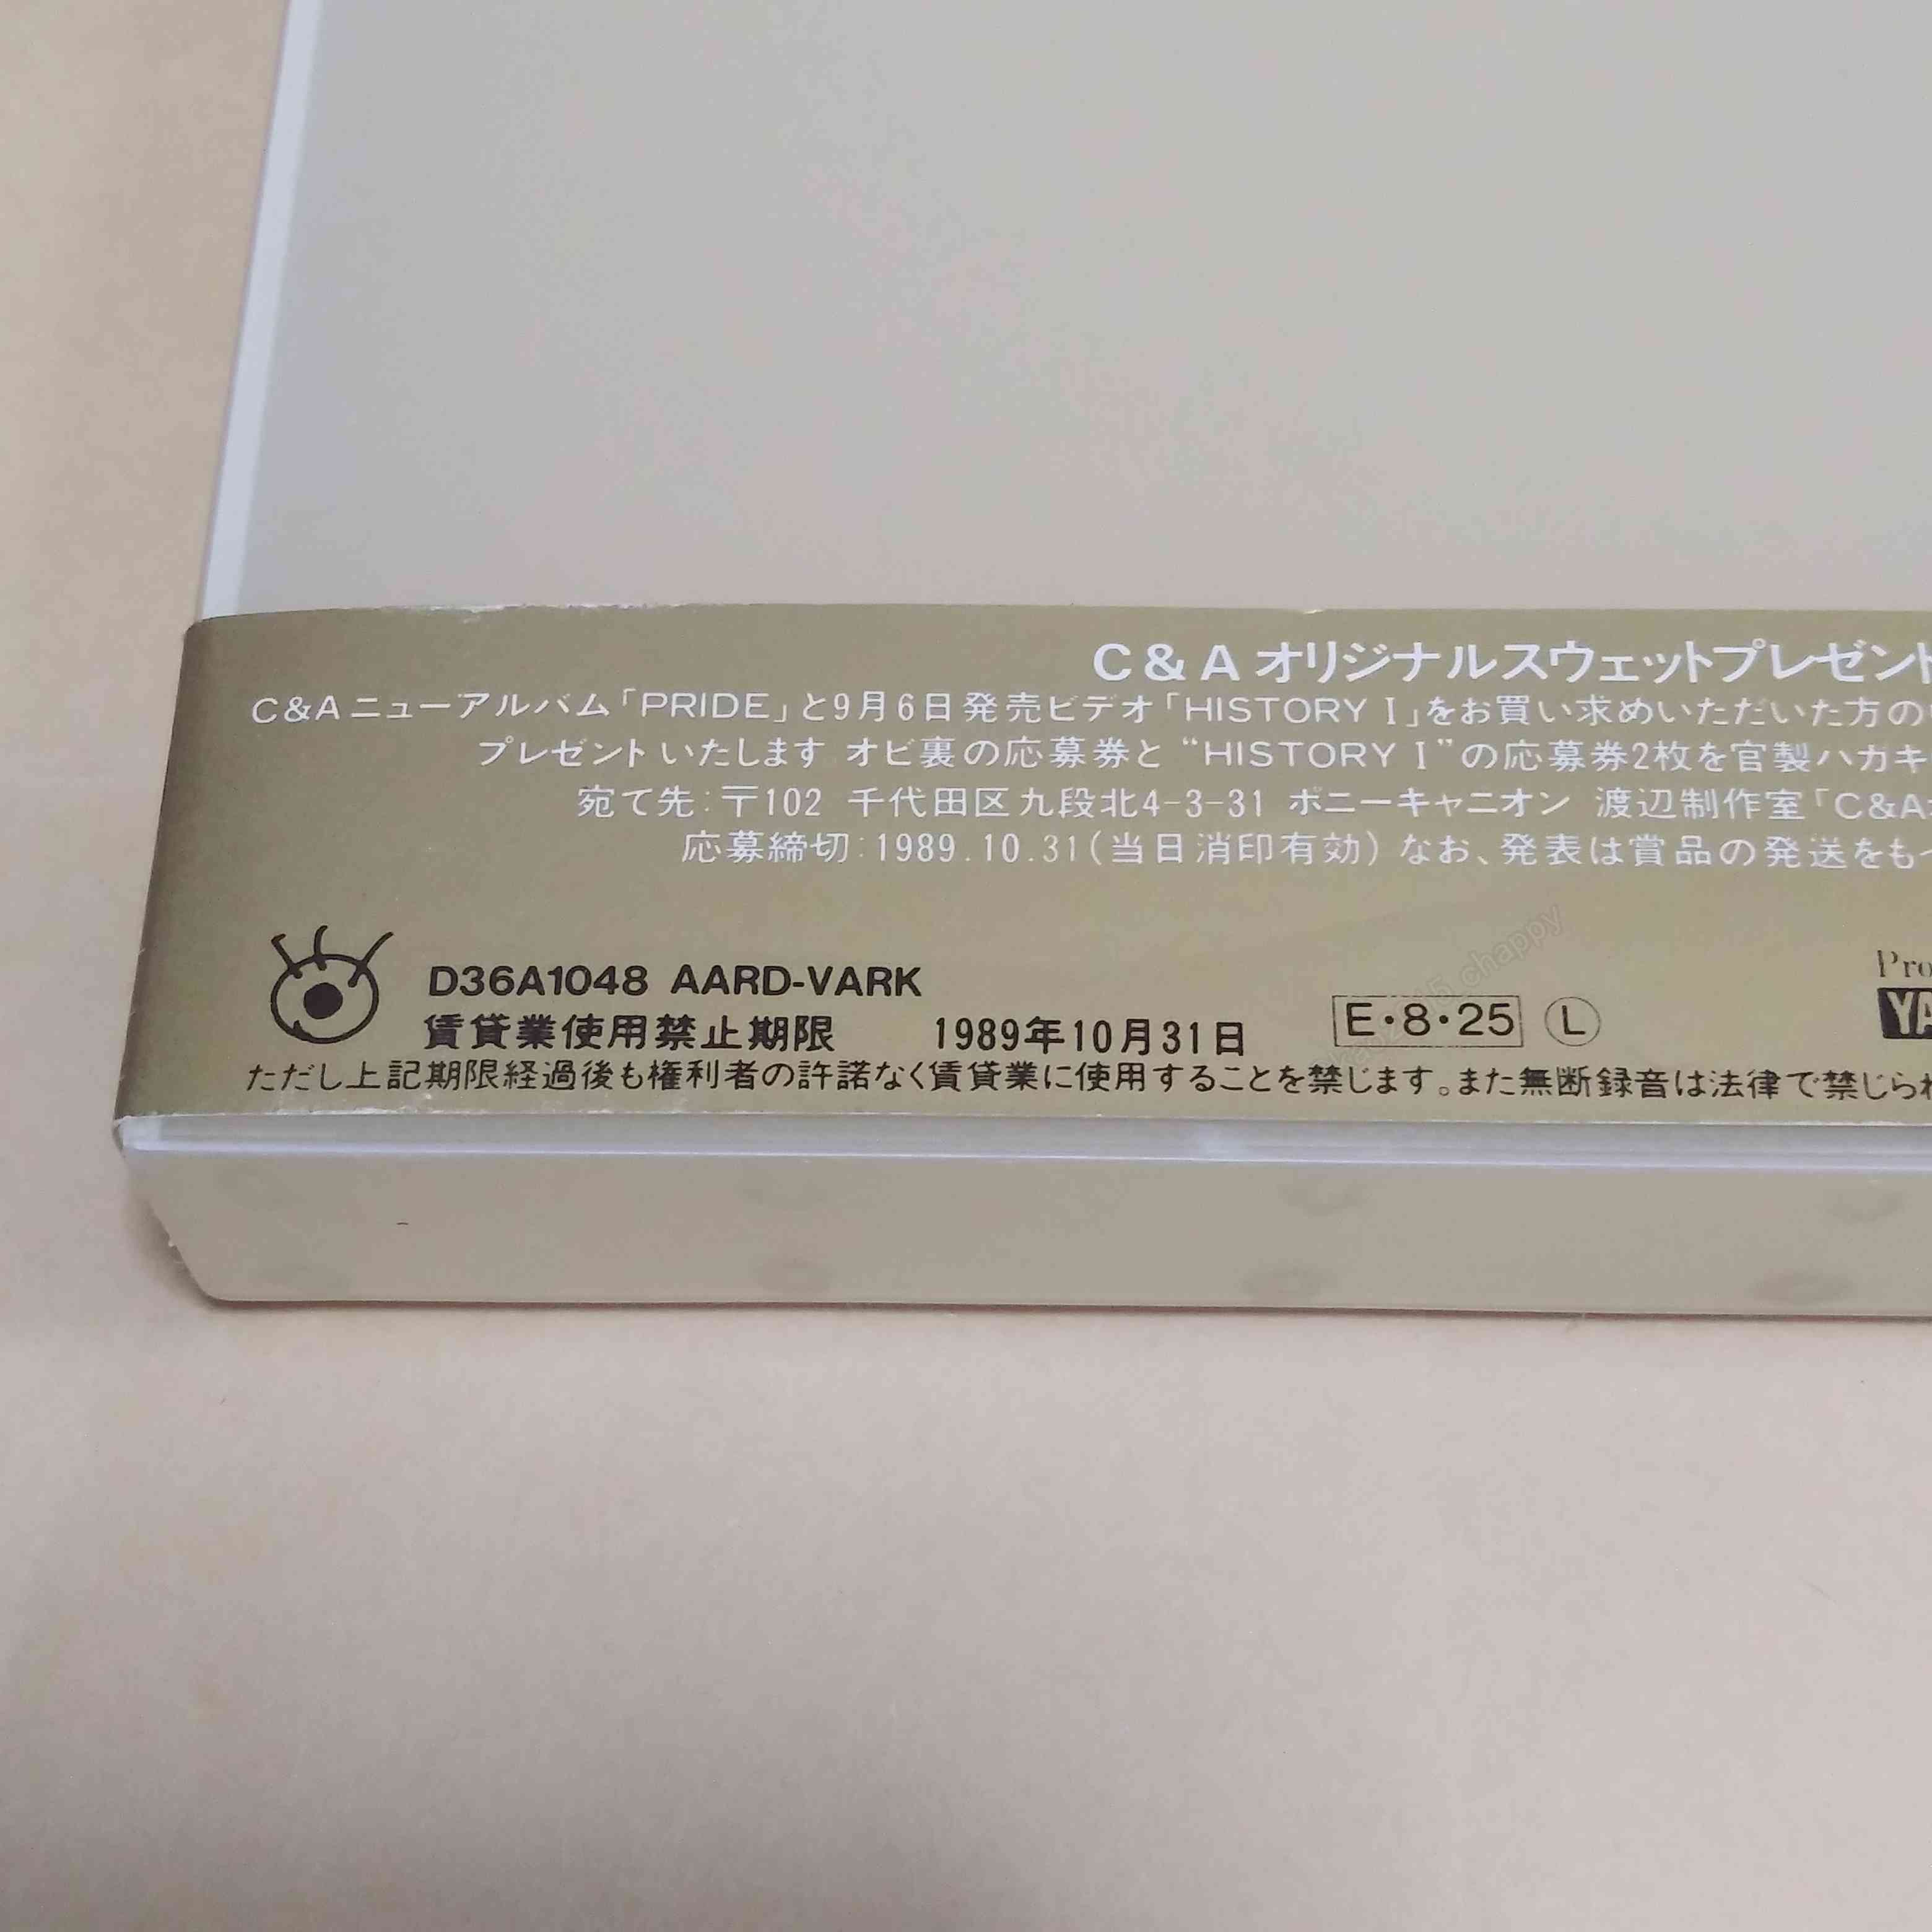 C&Aオリジナルスウェットプレゼント
C&Aニューアルバム「PRIDE」と9月6日発売ビデオ「HISTORY I」をお買い求めいただいた方の
プレゼントいたします オビ裏の応募券と“HISTORY I”の応募券2枚を官製ハガキ
宛て先:〒102 千代田区九段北4-3-31 ポニーキャニオン 渡辺制作室「C&A
応募締切:1989.10.31(当日消印有効) なお、発表は賞品の発送をも
D36A1048 AARD-VARK
賃貸業使用禁止期限 1989年10月31日 E・8・25 L
ただし上記期限経過後も権利者の許諾なく賃貸業に使用することを禁じます。また無断録音は法律で禁じられ
Pro
YA